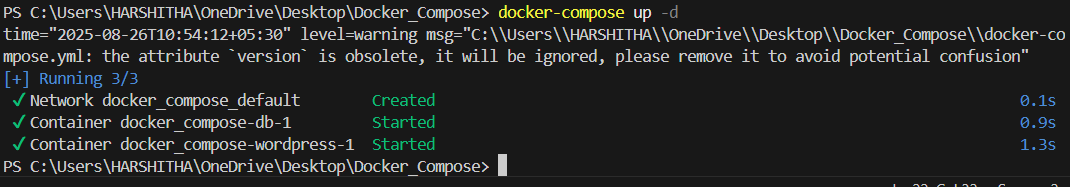 PS C:\Users\HARSHITHA\OneDrive\Desktop\Docker_Compose> docker-compose up -d
time="2025-08-26T10:54:12+05:30" level=warning msg="C:\\Users\\HARSHITHA\\OneDrive\\Desktop\\Docker_Compose\\docker-co
mpose.yml: the attribute `version` is obsolete, it will be ignored, please remove it to avoid potential confusion"
[+] Running 3/3
✓ Network docker_compose_default Created 0.1s
✓ Container docker_compose-db-1 Started 0.9s
✓ Container docker_compose-wordpress-1 Started 1.3s
PS C:\Users\HARSHITHA\OneDrive\Desktop\Docker_Compose>